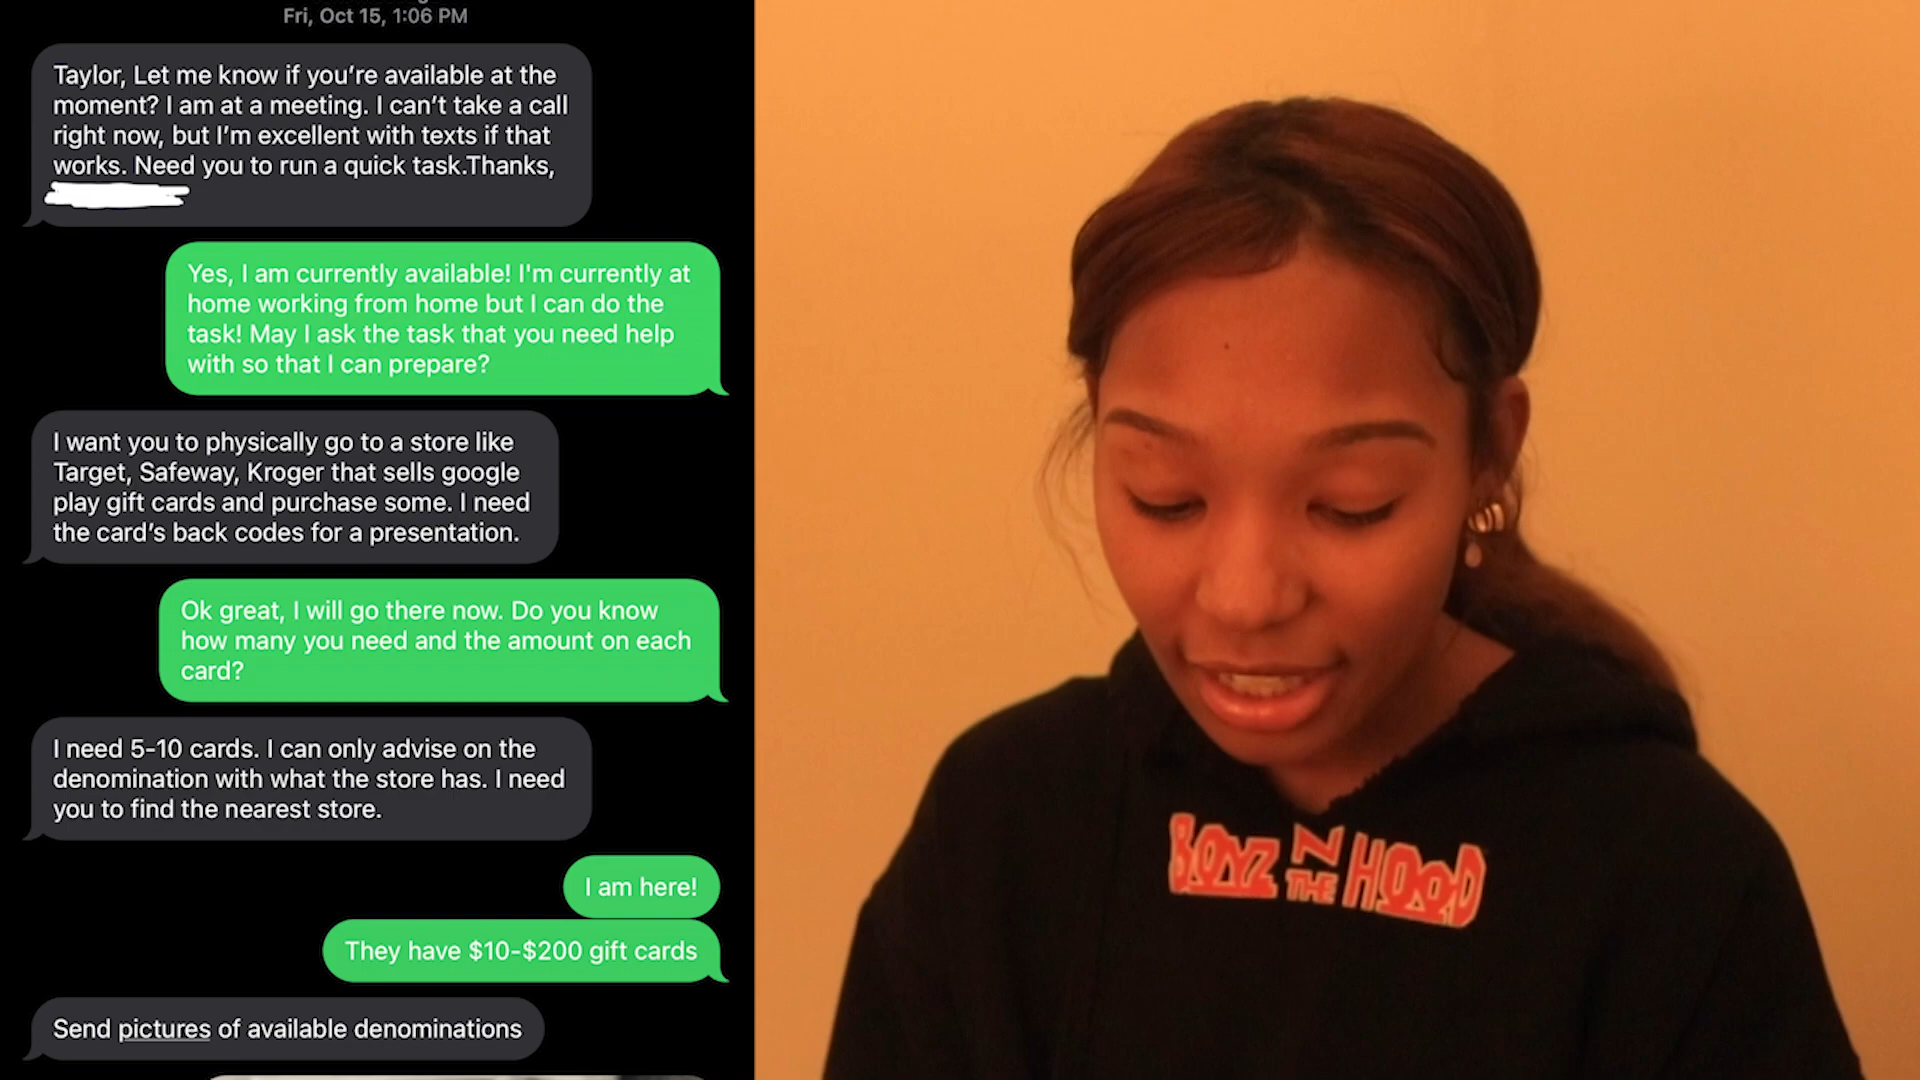 Fri, Oct 15, 1:06 PM
Taylor, Let me know if you’re available at the
moment? I am at a meeting. I can’t take a call
right now, but I’m excellent with texts if that
works. Need you to run a quick task.Thanks,
Yes, I am currently available! I'm currently at
home working from home but I can do the
task! May I ask the task that you need help
with so that I can prepare?
I want you to physically go to a store like
Target, Safeway, Kroger that sells google
play gift cards and purchase some. I need
the card’s back codes for a presentation.
Ok great, I will go there now. Do you know
how many you need and the amount on each
card?
I need 5-10 cards. I can only advise on the
denomination with what the store has. I need
you to find the nearest store.
I am here!
They have $10-$200 gift cards
Send pictures of available denominations
BOYZ N THE HOOD